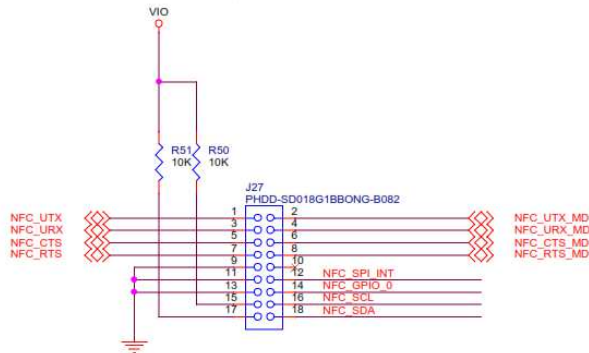 VIO
R51 R50
10K 10K
J27
PHDD-SD018G1BBONG-B082
NFC_UTX 1 2 NFC_UTX_MD
NFC_URX 3 4 NFC_URX_MD
NFC_CTS 5 6 NFC_CTS_MD
NFC_RTS 7 8 NFC_RTS_MD
9 10
11 12 NFC_SPI_INT
13 14 NFC_GPIO_0
15 16 NFC_SCL
17 18 NFC_SDA